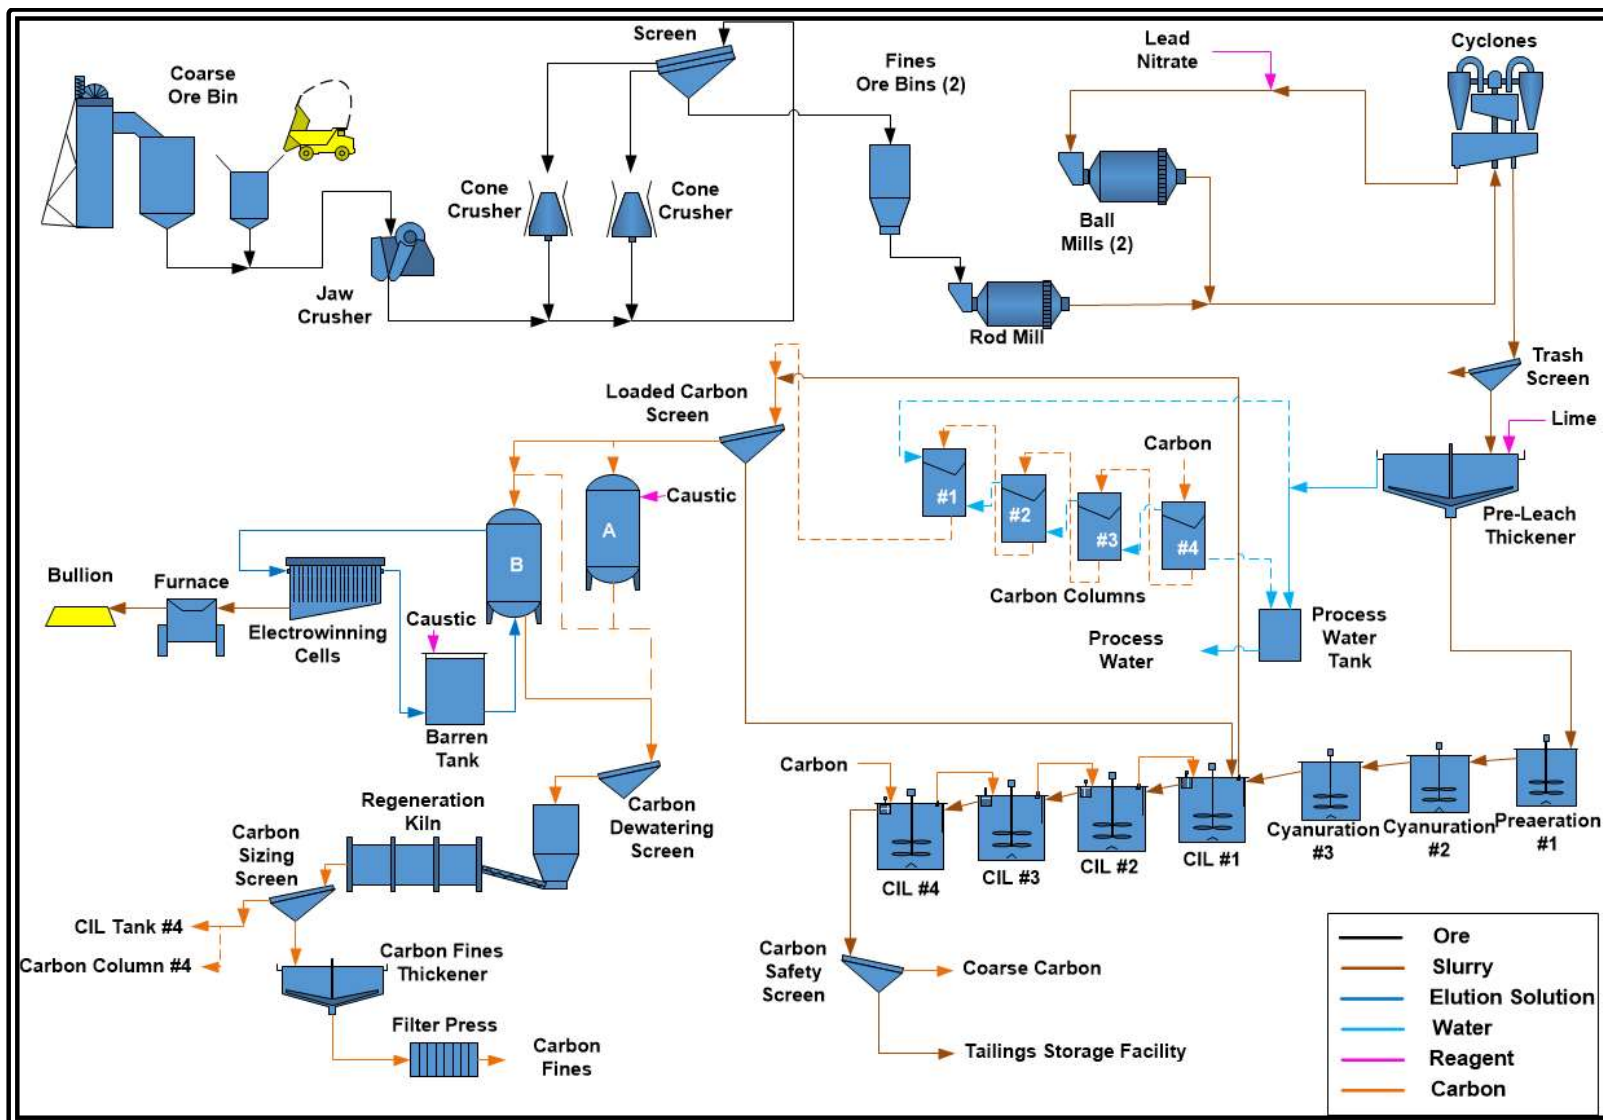 Screen
Coarse
Ore Bin
Fines
Ore Bins (2)
Lead
Nitrate
Cyclones
Cone
Crusher
Cone
Crusher
Ball
Mills (2)
Jaw
Crusher
Rod Mill
Trash
Screen
Loaded Carbon
Screen
Lime
Carbon
#1
#2
#3
#4
Caustic
A
B
Pre-Leach
Thickener
Carbon Columns
Bullion
Furnace
Electrowinning
Cells
Caustic
Process
Water
Process
Water
Tank
Barren
Tank
Carbon
Regeneration
Kiln
Carbon
Dewatering
Screen
Carbon
Sizing
Screen
CIL #4
CIL #3
CIL #2
CIL #1
Cyanuration
#3
Cyanuration
#2
Preaeration
#1
CIL Tank #4
Carbon Column #4
Carbon Fines
Thickener
Carbon
Safety
Screen
Coarse Carbon
Filter Press
Carbon
Fines
Tailings Storage Facility
Ore
Slurry
Elution Solution
Water
Reagent
Carbon